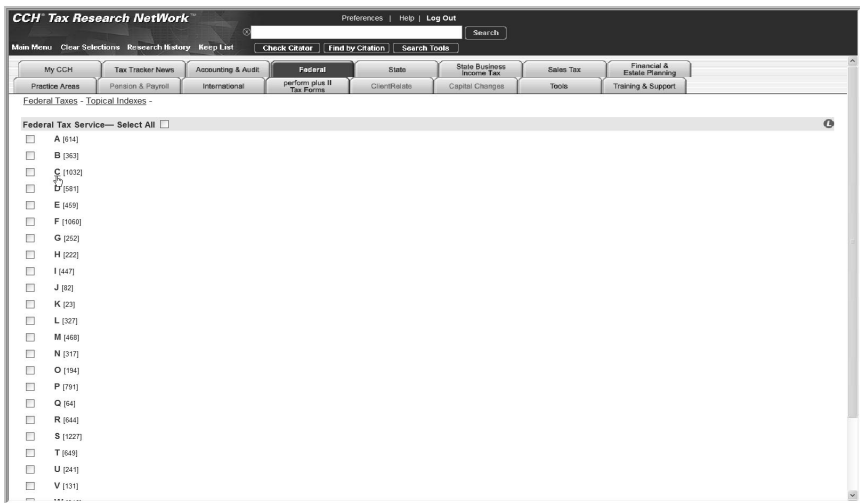 CCH® Tax Research NetWork™
Preferences | Help | Log Out
Search
Main Menu Clear Selections Research History Keep List Check Citator Find by Citation Search Tools
My CCH Tax Tracker News Accounting & Audit Federal State State Business Income Tax Sales Tax Financial & Estate Planning
Practice Areas Pension & Payroll International perform plus II Tax Forms ClientRelate Capital Changes Tools Training & Support
Federal Taxes - Topical Indexes -
Federal Tax Service— Select All
A [614]
B [363]
C [1032]
D [581]
E [459]
F [1060]
G [252]
H [222]
I [447]
J [82]
K [23]
L [327]
M [468]
N [317]
O [194]
P [791]
Q [64]
R [644]
S [1227]
T [649]
U [241]
V [131]